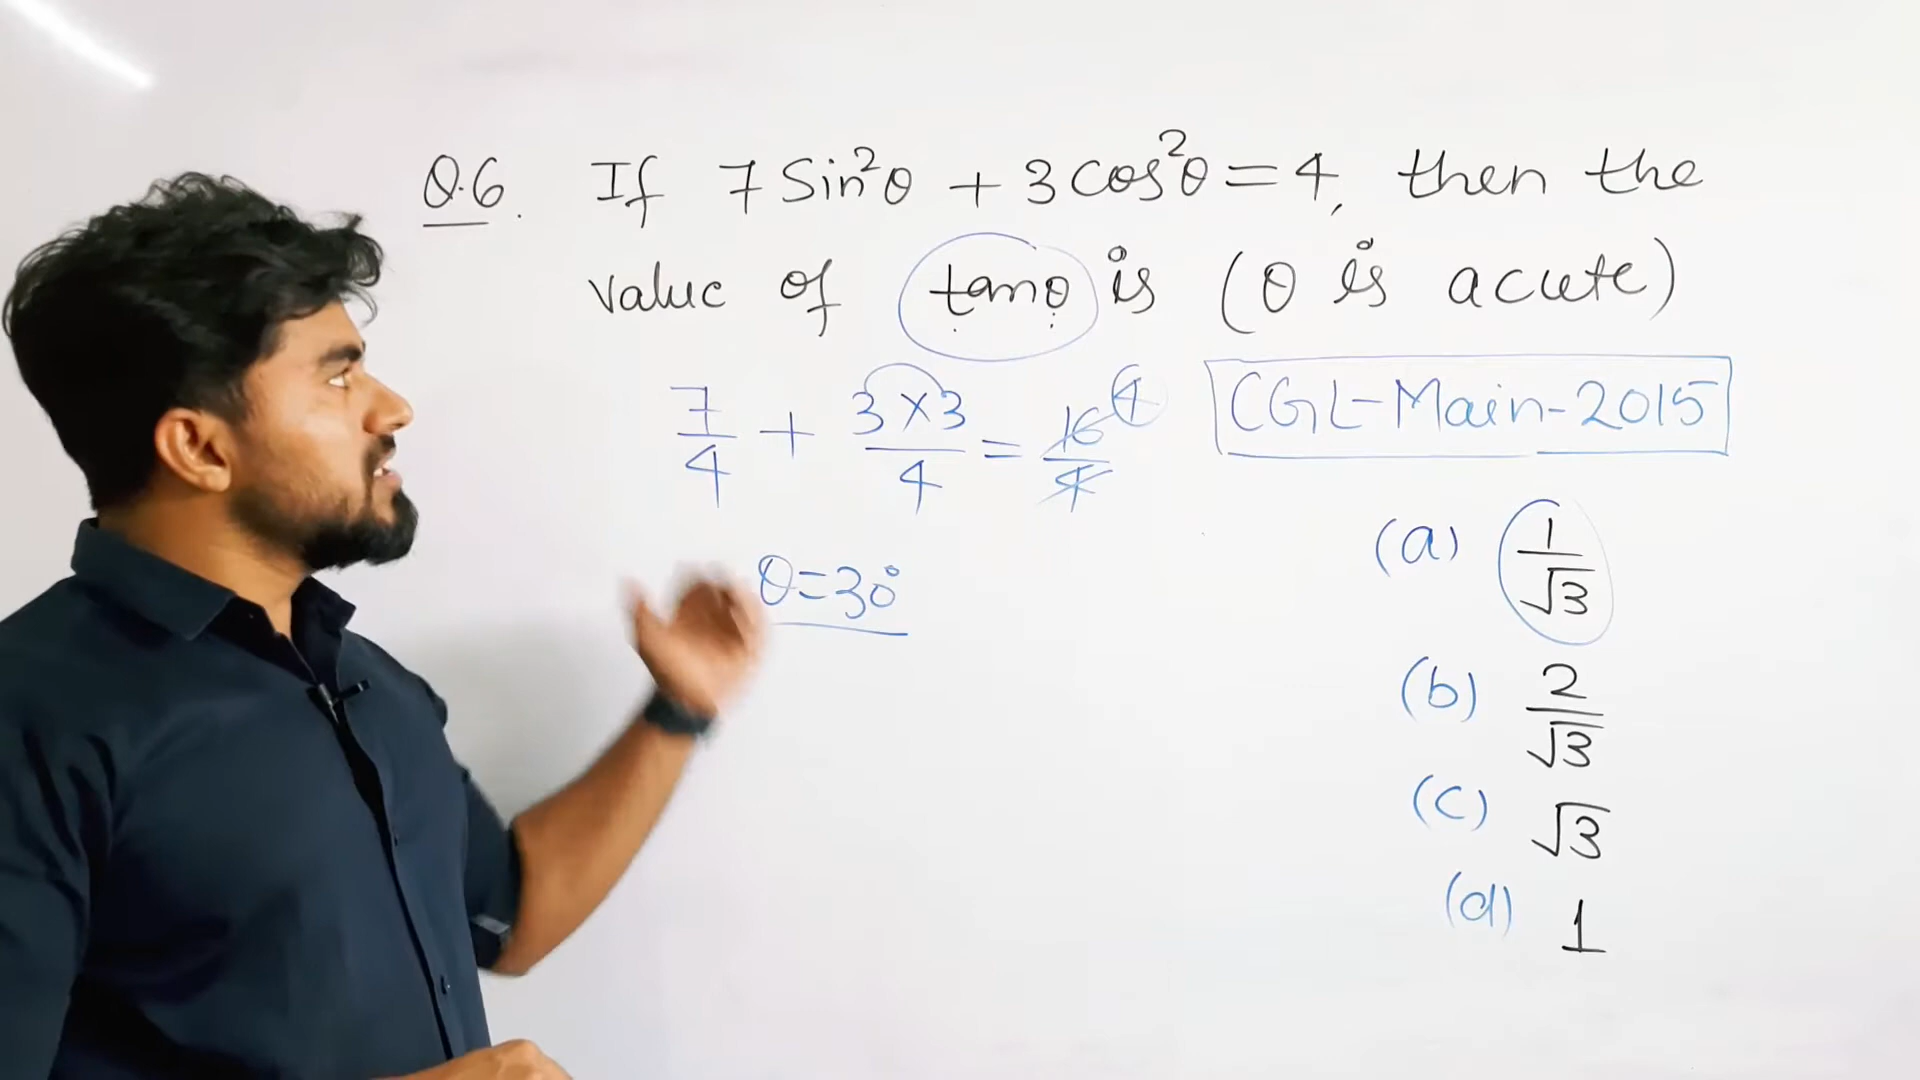 Q.6. If 7 Sin²θ + 3 cos²θ = 4, then the
value of tanθ is (θ is acute)
7/4 + 3×3/4 = 16/4 4
CGL-Main-2015
θ=30°
(a) 1/√3
(b) 2/√3
(c) √3
(d) 1